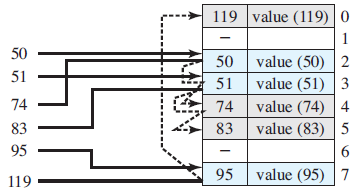 119 value (119) 0
– 1
50 50 value (50) 2
51 51 value (51) 3
74 74 value (74) 4
83 83 value (83) 5
95 – 6
119 95 value (95) 7